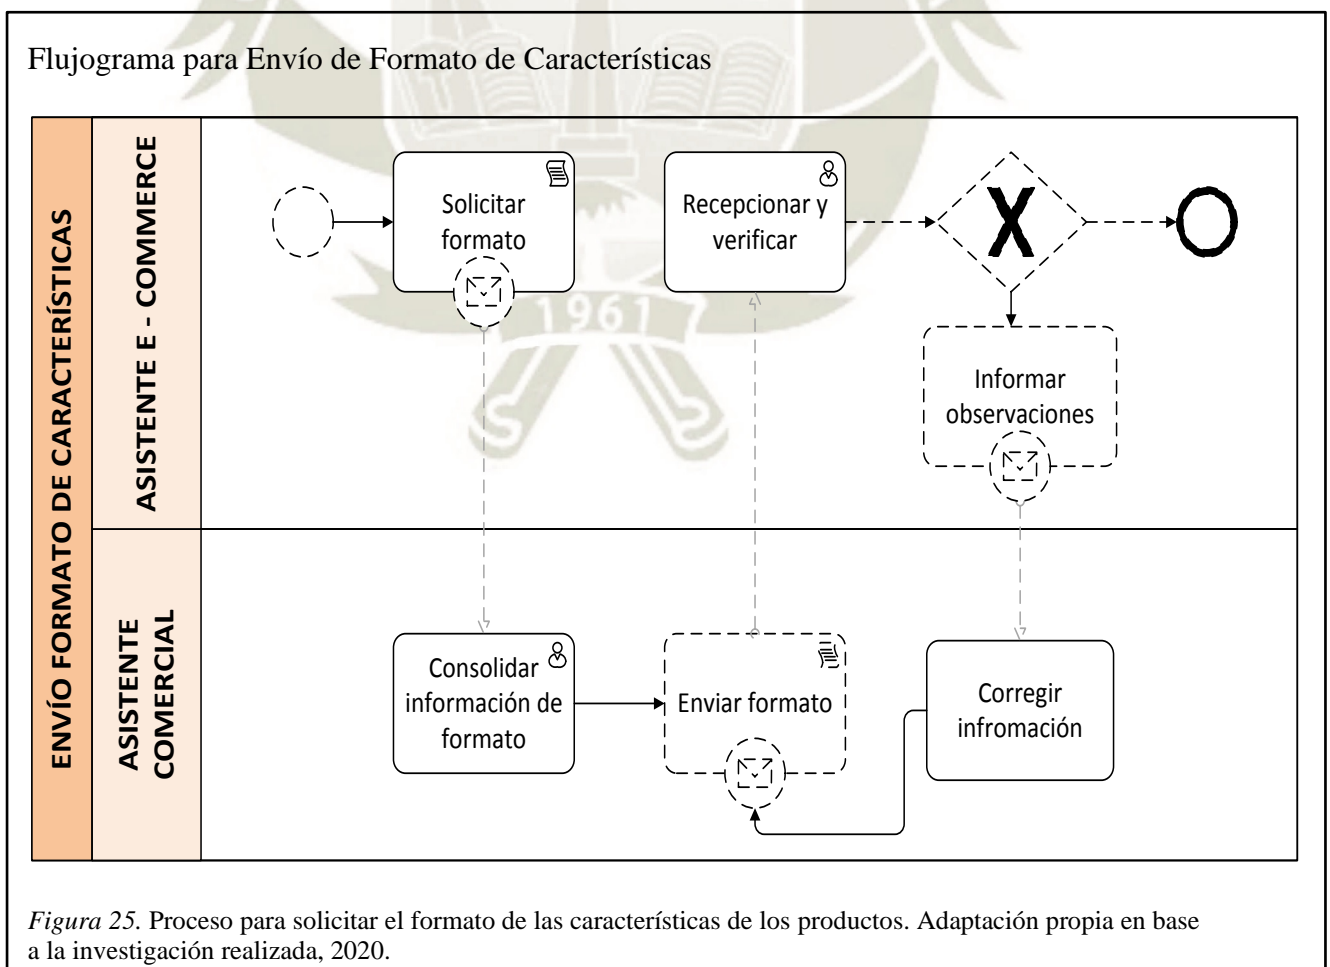 Flujograma para Envío de Formato de Características
ENVÍO FORMATO DE CARACTERÍSTICAS
ASISTENTE E - COMMERCE
Solicitar
formato
Recepcionar y
verificar
X
Informar
observaciones
1961
ASISTENTE
COMERCIAL
Consolidar
información de
formato
Enviar formato
Corregir
infromación
Figura 25. Proceso para solicitar el formato de las características de los productos. Adaptación propia en base
a la investigación realizada, 2020.